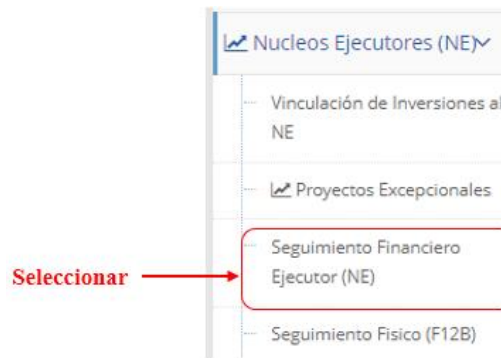 Nucleos Ejecutores (NE)
Vinculación de Inversiones al
NE
Proyectos Excepcionales
Seguimiento Financiero
Ejecutor (NE)
Seleccionar
Seguimiento Fisico (F12B)